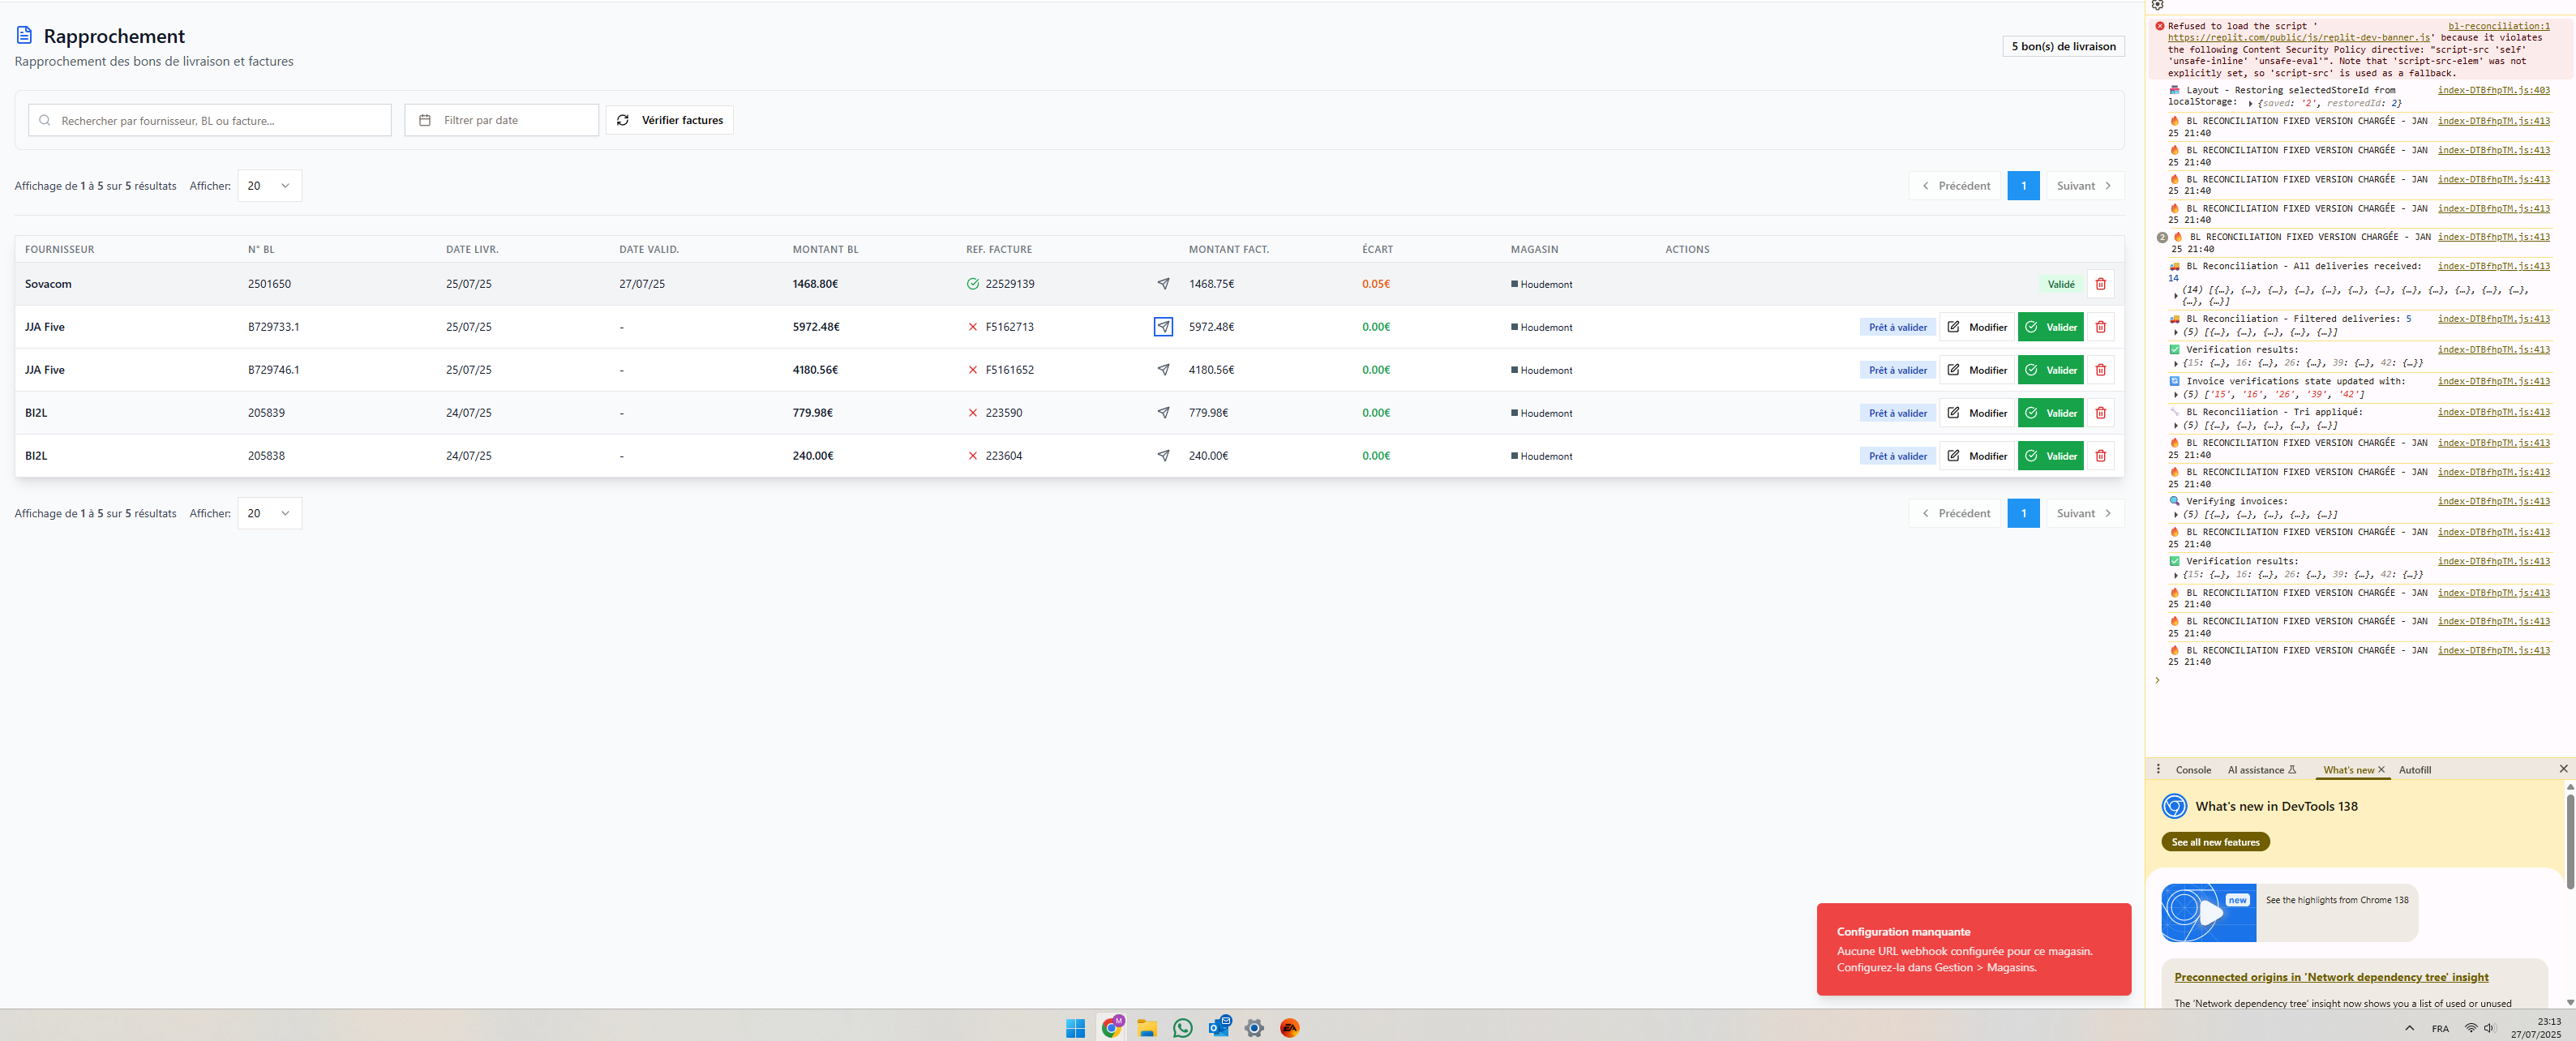 Rapprochement
Rapprochement des bons de livraison et factures
5 bon(s) de livraison
Rechercher par fournisseur, BL ou facture...
Filtrer par date
Vérifier factures
Affichage de 1 à 5 sur 5 résultats Afficher: 20
Précédent 1 Suivant
FOURNISSEUR N° BL DATE LIVR. DATE VALID. MONTANT BL REF. FACTURE MONTANT FACT. ÉCART MAGASIN ACTIONS
Sovacom 2501650 25/07/25 27/07/25 1468.80€ 22529139 1468.75€ 0.05€ Houdemont Validé
JJA Five B729733.1 25/07/25 - 5972.48€ F5162713 5972.48€ 0.00€ Houdemont Prêt à valider Modifier Valider
JJA Five B729746.1 25/07/25 - 4180.56€ F5161652 4180.56€ 0.00€ Houdemont Prêt à valider Modifier Valider
BI2L 205839 24/07/25 - 779.98€ 223590 779.98€ 0.00€ Houdemont Prêt à valider Modifier Valider
BI2L 205838 24/07/25 - 240.00€ 223604 240.00€ 0.00€ Houdemont Prêt à valider Modifier Valider
Affichage de 1 à 5 sur 5 résultats Afficher: 20
Précédent 1 Suivant
Configuration manquante
Aucune URL webhook configurée pour ce magasin.
Configurez-la dans Gestion > Magasins.
Refused to load the script ' bl-reconciliation:1
https://replit.com/public/js/replit-dev-banner.js' because it violates
the following Content Security Policy directive: "script-src 'self'
'unsafe-inline' 'unsafe-eval'". Note that 'script-src-elem' was not
explicitly set, so 'script-src' is used as a fallback.
Layout - Restoring selectedStoreId from index-DTBfhpTM.js:403
localStorage: {saved: '2', restoredId: 2}
BL RECONCILIATION FIXED VERSION CHARGÉE - JAN index-DTBfhpTM.js:413
25 21:40
BL RECONCILIATION FIXED VERSION CHARGÉE - JAN index-DTBfhpTM.js:413
25 21:40
BL RECONCILIATION FIXED VERSION CHARGÉE - JAN index-DTBfhpTM.js:413
25 21:40
BL RECONCILIATION FIXED VERSION CHARGÉE - JAN index-DTBfhpTM.js:413
25 21:40
2 BL RECONCILIATION FIXED VERSION CHARGÉE - JAN index-DTBfhpTM.js:413
25 21:40
BL Reconciliation - All deliveries received: index-DTBfhpTM.js:413
14
(14) [{…}, {…}, {…}, {…}, {…}, {…}, {…}, {…}, {…}, {…}, {…}, {…},
{…}, {…}]
BL Reconciliation - Filtered deliveries: 5 index-DTBfhpTM.js:413
(5) [{…}, {…}, {…}, {…}, {…}]
Verification results: index-DTBfhpTM.js:413
{15: {…}, 16: {…}, 26: {…}, 39: {…}, 42: {…}}
Invoice verifications state updated with: index-DTBfhpTM.js:413
(5) ['15', '16', '26', '39', '42']
BL Reconciliation - Tri appliqué: index-DTBfhpTM.js:413
(5) [{…}, {…}, {…}, {…}, {…}]
BL RECONCILIATION FIXED VERSION CHARGÉE - JAN index-DTBfhpTM.js:413
25 21:40
BL RECONCILIATION FIXED VERSION CHARGÉE - JAN index-DTBfhpTM.js:413
25 21:40
Verifying invoices: index-DTBfhpTM.js:413
(5) [{…}, {…}, {…}, {…}, {…}]
BL RECONCILIATION FIXED VERSION CHARGÉE - JAN index-DTBfhpTM.js:413
25 21:40
Verification results: index-DTBfhpTM.js:413
{15: {…}, 16: {…}, 26: {…}, 39: {…}, 42: {…}}
BL RECONCILIATION FIXED VERSION CHARGÉE - JAN index-DTBfhpTM.js:413
25 21:40
BL RECONCILIATION FIXED VERSION CHARGÉE - JAN index-DTBfhpTM.js:413
25 21:40
BL RECONCILIATION FIXED VERSION CHARGÉE - JAN index-DTBfhpTM.js:413
25 21:40
Console AI assistance What's new Autofill
What's new in DevTools 138
See all new features
new
See the highlights from Chrome 138
Preconnected origins in 'Network dependency tree' insight
The 'Network dependency tree' insight now shows you a list of used or unused
M
EA
FRA
23:13
27/07/2025